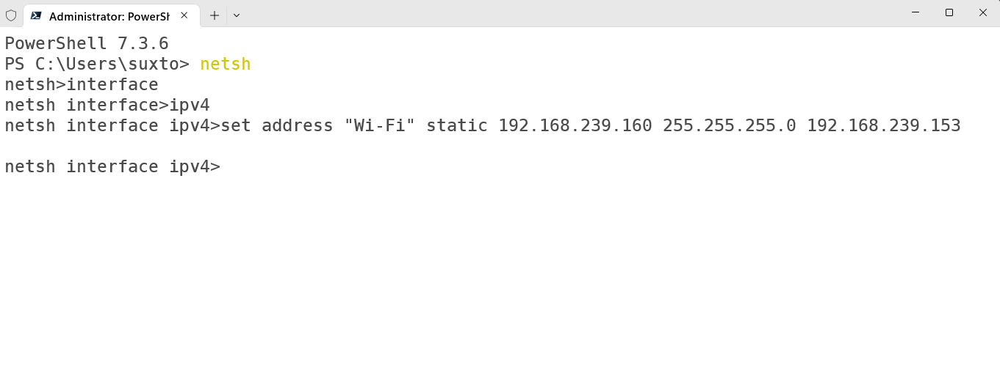 Administrator: PowerSh
PowerShell 7.3.6
PS C:\Users\suxto> netsh
netsh>interface
netsh interface>ipv4
netsh interface ipv4>set address "Wi-Fi" static 192.168.239.160 255.255.255.0 192.168.239.153
netsh interface ipv4>